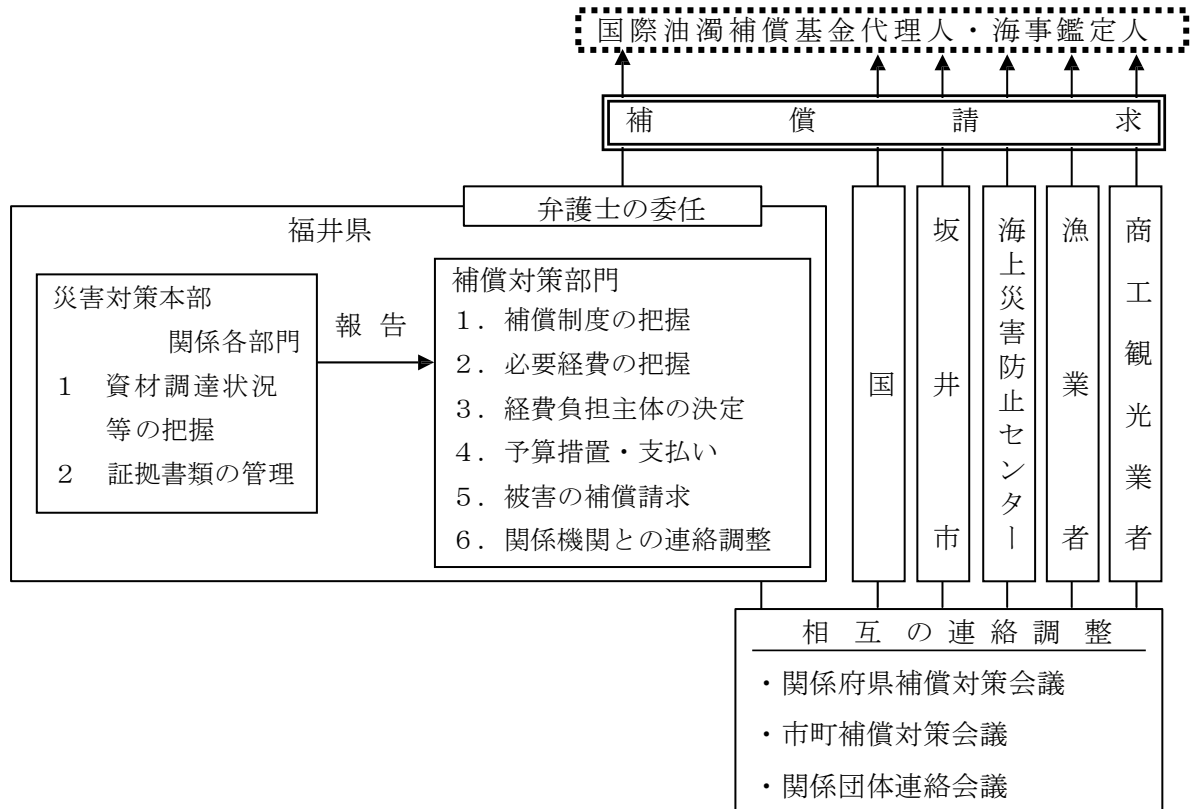 国際油濁補償基金代理人・海事鑑定人
補償請求
弁護士の委任
福井県
災害対策本部
関係各部門
1 資材調達状況
等の把握
2 証拠書類の管理
報告
補償対策部門
1．補償制度の把握
2．必要経費の把握
3．経費負担主体の決定
4．予算措置・支払い
5．被害の補償請求
6．関係機関との連絡調整
国
坂井市
海上災害防止センター
漁業者
商工観光業者
相互の連絡調整
・関係府県補償対策会議
・市町補償対策会議
・関係団体連絡会議